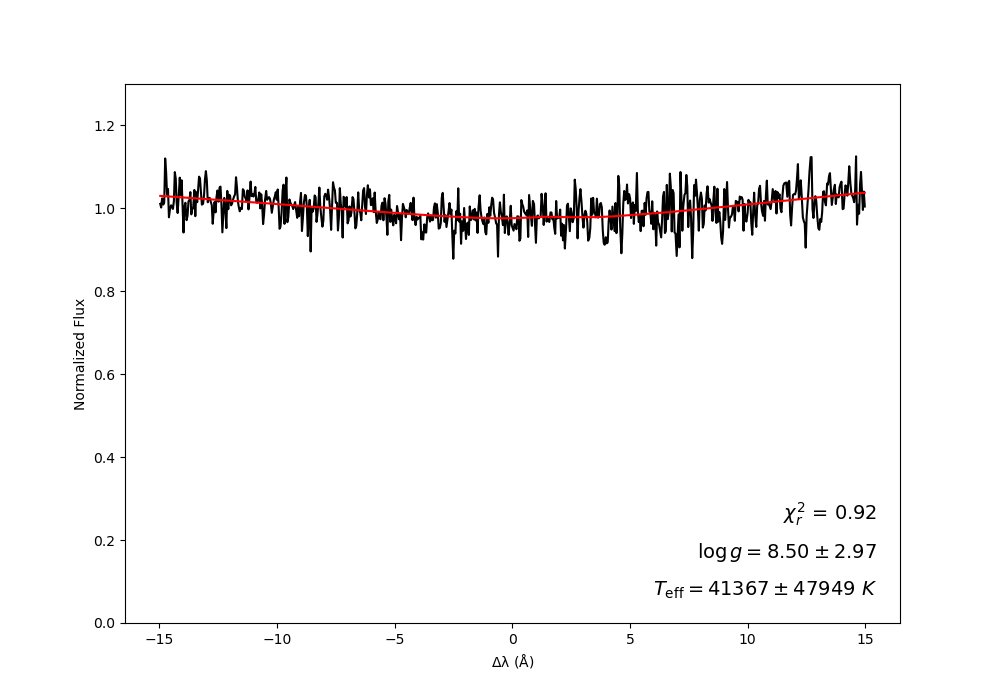 Normalized Flux
1.2
1.0
0.8
0.6
0.4
0.2
0.0
χ²ᵣ = 0.92
log g = 8.50 ± 2.97
T_eff = 41367 ± 47949 K
−15
−10
−5
0
5
10
15
Δλ (Å)